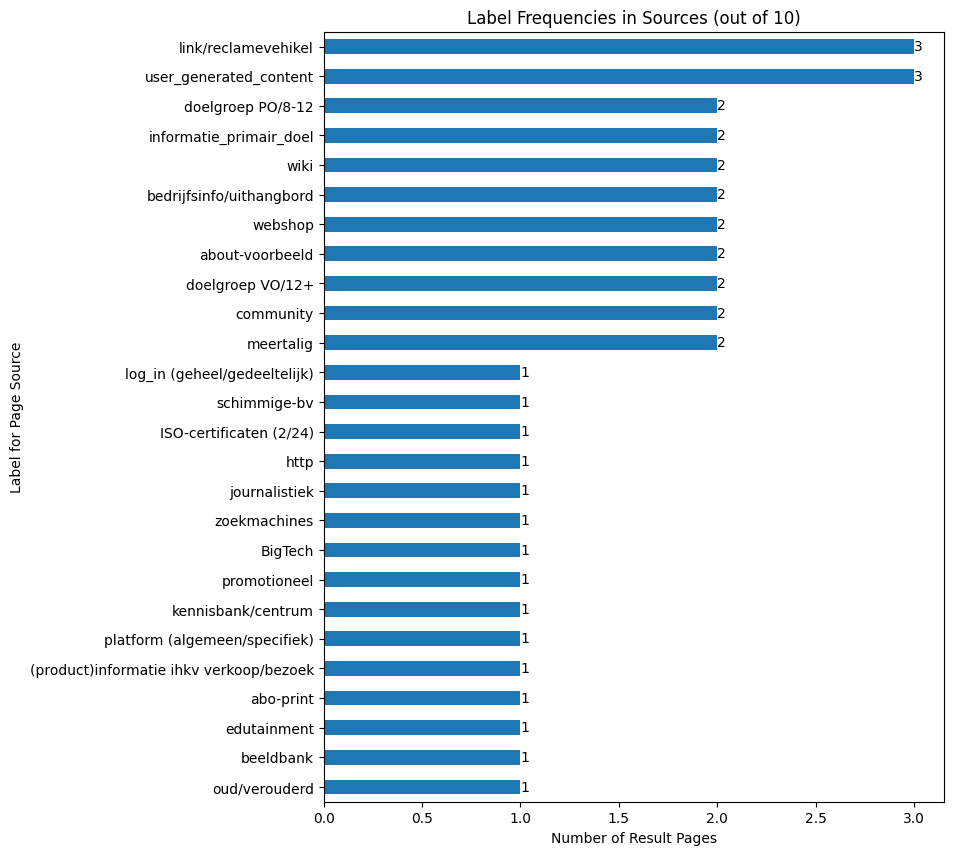 Label Frequencies in Sources (out of 10)
link/reclamevehikel 3
user_generated_content 3
doelgroep PO/8-12 2
informatie_primair_doel 2
wiki 2
bedrijfsinfo/uithangbord 2
webshop 2
about-voorbeeld 2
doelgroep VO/12+ 2
community 2
meertalig 2
log_in (geheel/gedeeltelijk) 1
schimmige-bv 1
ISO-certificaten (2/24) 1
http 1
journalistiek 1
zoekmachines 1
BigTech 1
promotioneel 1
kennisbank/centrum 1
platform (algemeen/specifiek) 1
(product)informatie ihkv verkoop/bezoek 1
abo-print 1
edutainment 1
beeldbank 1
oud/verouderd 1
Label for Page Source
0.0 0.5 1.0 1.5 2.0 2.5 3.0
Number of Result Pages